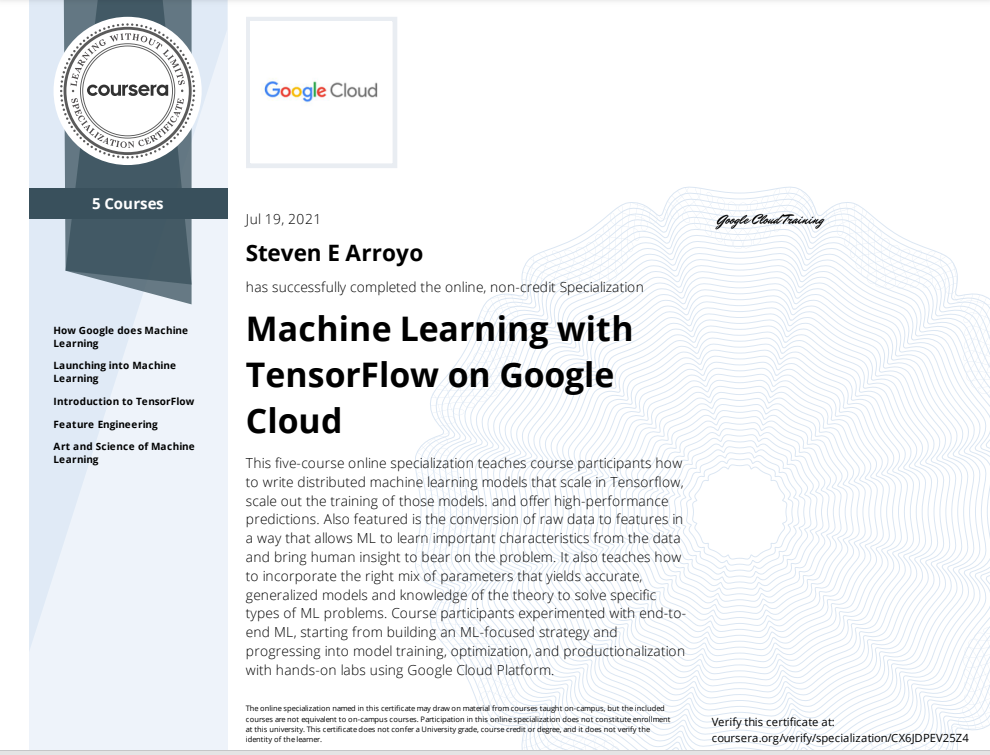 LEARNING WITHOUT LIMITS
coursera
SPECIALIZATION CERTIFICATE
5 Courses
How Google does Machine
Learning
Launching into Machine
Learning
Introduction to TensorFlow
Feature Engineering
Art and Science of Machine
Learning
Google Cloud
Jul 19, 2021
Steven E Arroyo
has successfully completed the online, non-credit Specialization
Machine Learning with
TensorFlow on Google
Cloud
This five-course online specialization teaches course participants how
to write distributed machine learning models that scale in Tensorflow,
scale out the training of those models. and offer high-performance
predictions. Also featured is the conversion of raw data to features in
a way that allows ML to learn important characteristics from the data
and bring human insight to bear on the problem. It also teaches how
to incorporate the right mix of parameters that yields accurate,
generalized models and knowledge of the theory to solve specific
types of ML problems. Course participants experimented with end-to-
end ML, starting from building an ML-focused strategy and
progressing into model training, optimization, and productionalization
with hands-on labs using Google Cloud Platform.
The online specialization named in this certificate may draw on material from courses taught on-campus, but the included
courses are not equivalent to on-campus courses. Participation in this online specialization does not constitute enrollment
at this university. This certificate does not confer a University grade, course credit or degree, and it does not verify the
identity of the learner.
Google Cloud Training
Verify this certificate at:
coursera.org/verify/specialization/CX6JDPEV25Z4